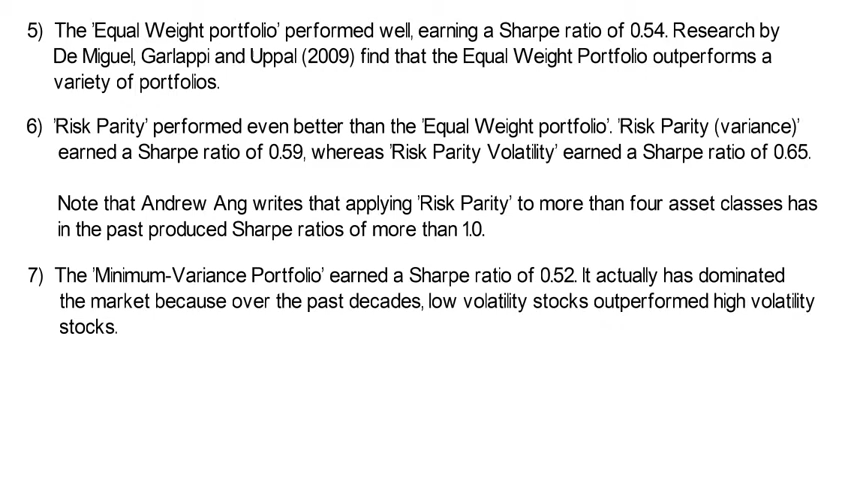 5) The 'Equal Weight portfolio' performed well, earning a Sharpe ratio of 0.54. Research by
De Miguel, Garlappi and Uppal (2009) find that the Equal Weight Portfolio outperforms a
variety of portfolios.
6) 'Risk Parity' performed even better than the 'Equal Weight portfolio'. 'Risk Parity (variance)'
earned a Sharpe ratio of 0.59, whereas 'Risk Parity Volatility' earned a Sharpe ratio of 0.65.
Note that Andrew Ang writes that applying 'Risk Parity' to more than four asset classes has
in the past produced Sharpe ratios of more than 1.0.
7) The 'Minimum-Variance Portfolio' earned a Sharpe ratio of 0.52. It actually has dominated
the market because over the past decades, low volatility stocks outperformed high volatility
stocks.